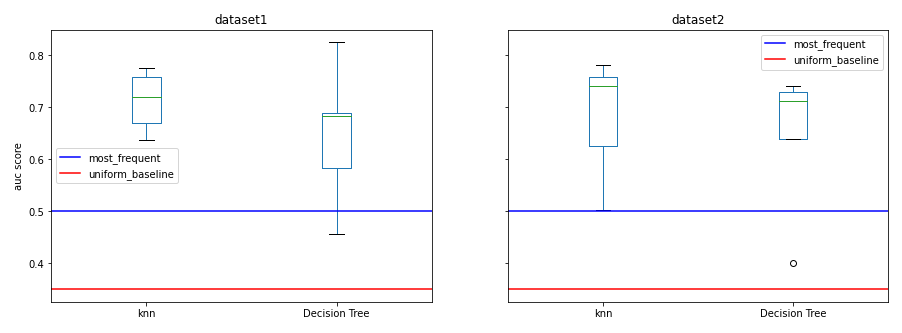 dataset1
auc score
0.8
0.7
0.6
0.5
0.4
most_frequent
uniform_baseline
knn
Decision Tree
dataset2
most_frequent
uniform_baseline
knn
Decision Tree